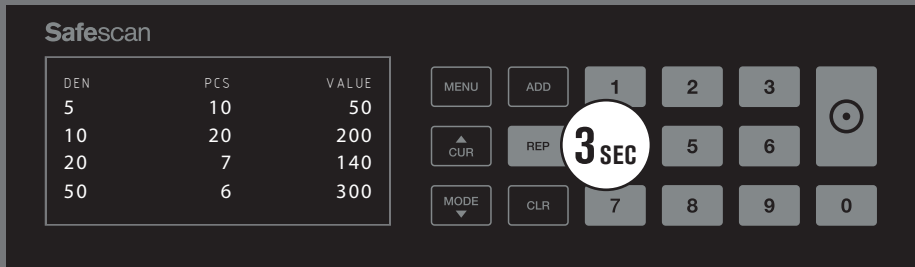 Safescan
DEN PCS VALUE
5 10 50
10 20 200
20 7 140
50 6 300
MENU ADD 1 2 3
CUR REP 3 SEC 5 6
MODE CLR 7 8 9 0